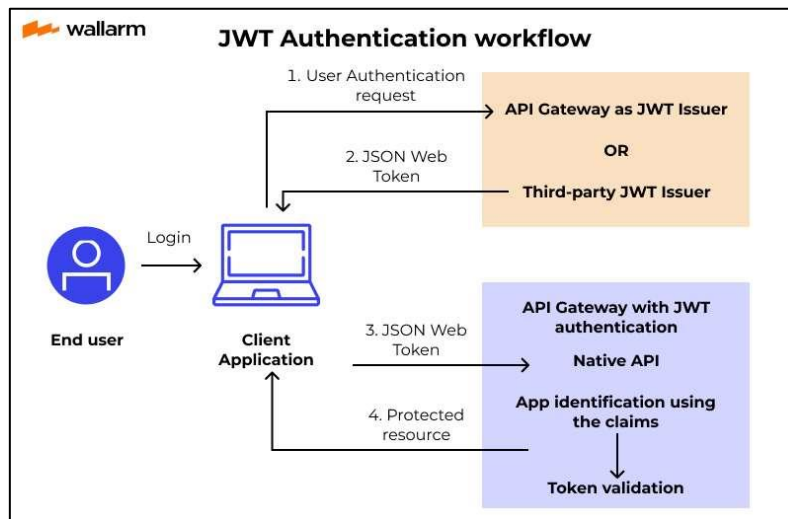 wallarm
JWT Authentication workflow
1. User Authentication
request
API Gateway as JWT Issuer
OR
2. JSON Web
Token
Third-party JWT Issuer
Login
End user
Client
Application
API Gateway with JWT
authentication
3. JSON Web
Token
Native API
App identification using
the claims
4. Protected
resource
Token validation